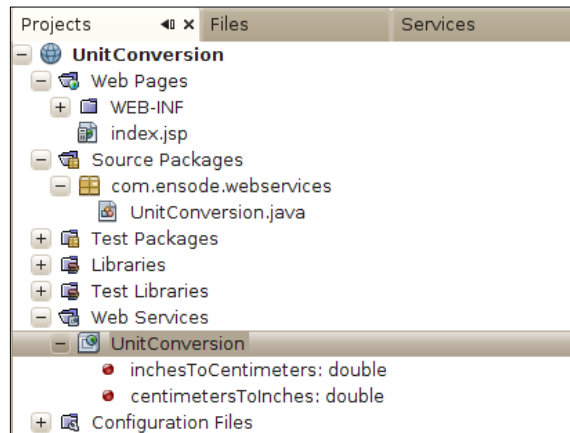 Projects Files Services
UnitConversion
Web Pages
WEB-INF
index.jsp
Source Packages
com.ensode.webservices
UnitConversion.java
Test Packages
Libraries
Test Libraries
Web Services
UnitConversion
inchesToCentimeters: double
centimetersToInches: double
Configuration Files